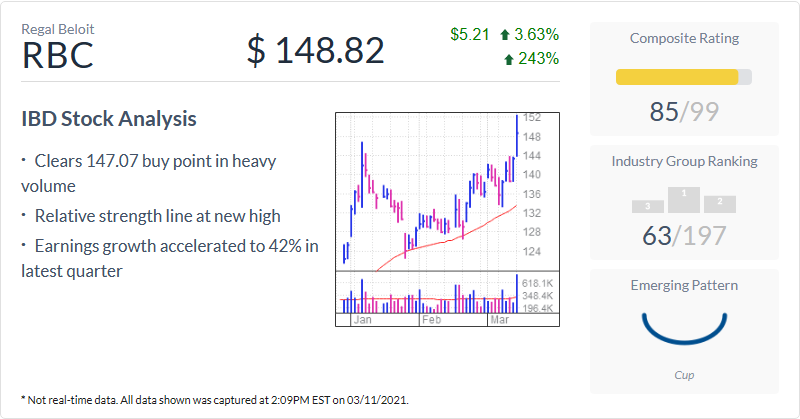 Regal Beloit
RBC
$ 148.82
$5.21 3.63%
243%
IBD Stock Analysis
· Clears 147.07 buy point in heavy
volume
· Relative strength line at new high
· Earnings growth accelerated to 42% in
latest quarter
152
148
144
140
136
132
128
124
618.1K
348.4K
196.4K
Jan Feb Mar
Composite Rating
85/99
Industry Group Ranking
3 1 2
63/197
Emerging Pattern
Cup
* Not real-time data. All data shown was captured at 2:09PM EST on 03/11/2021.